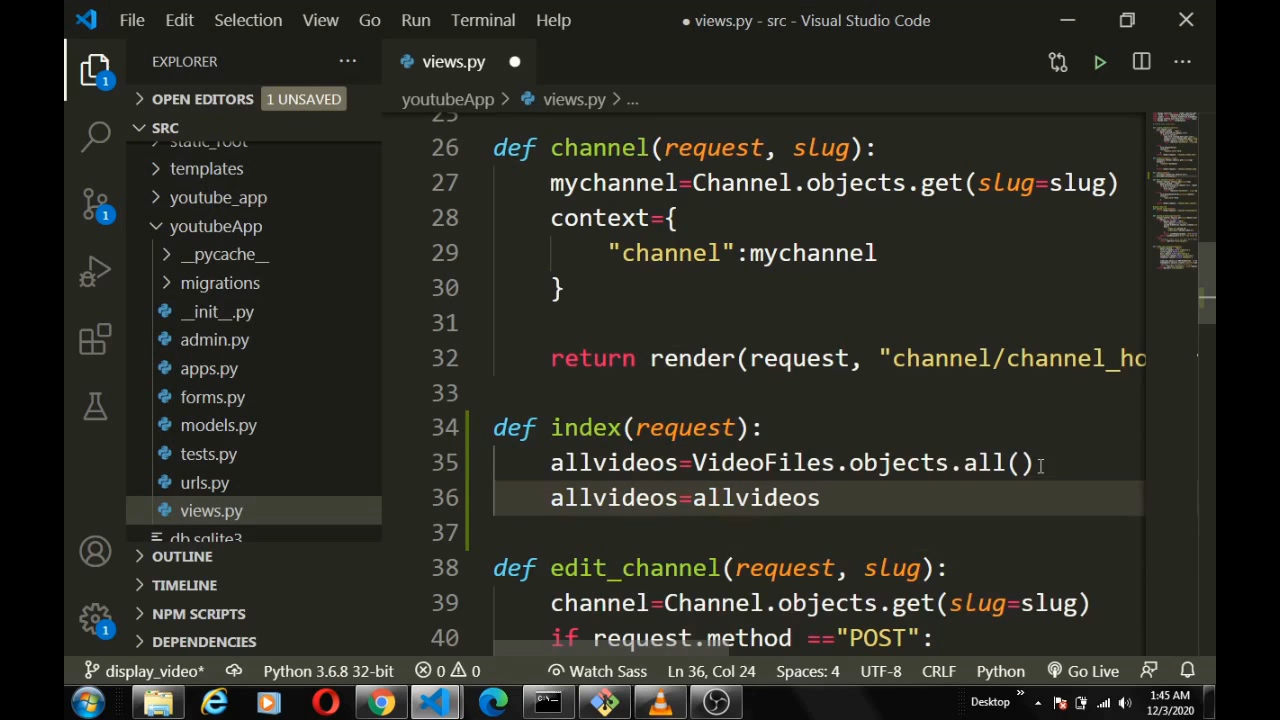 File Edit Selection View Go Run Terminal Help ● views.py - src - Visual Studio Code
EXPLORER ···
views.py
1
OPEN EDITORS 1 UNSAVED
youtubeApp > views.py > ...
SRC
static_root
templates
youtube_app
youtubeApp
__pycache__
migrations
__init__.py
admin.py
apps.py
forms.py
models.py
tests.py
urls.py
views.py
db.sqlite3
OUTLINE
TIMELINE
NPM SCRIPTS
DEPENDENCIES
1
1
25
26 def channel(request, slug):
27 mychannel=Channel.objects.get(slug=slug)
28 context={
29 "channel":mychannel
30 }
31
32 return render(request, "channel/channel_ho
33
34 def index(request):
35 allvideos=VideoFiles.objects.all()
36 allvideos=allvideos
37
38 def edit_channel(request, slug):
39 channel=Channel.objects.get(slug=slug)
40 if request.method =="POST":
display_video* Python 3.6.8 32-bit 0 0 Watch Sass Ln 36, Col 24 Spaces: 4 UTF-8 CRLF Python Go Live
Desktop » 1:45 AM
12/3/2020